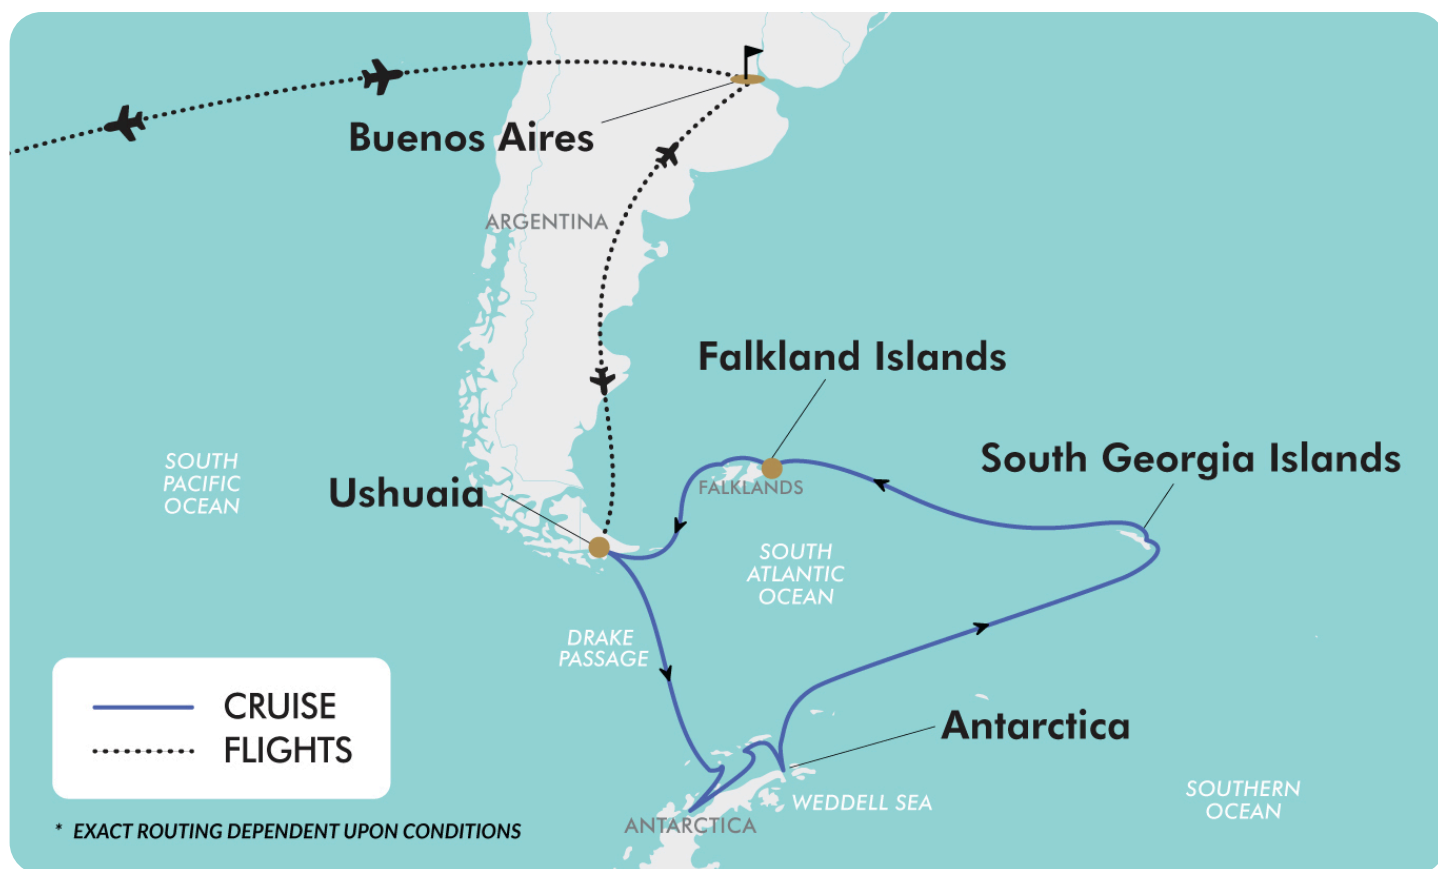 Buenos Aires
ARGENTINA
Falkland Islands
South Georgia Islands
SOUTH
PACIFIC
OCEAN
Ushuaia
FALKLANDS
SOUTH
ATLANTIC
OCEAN
DRAKE
PASSAGE
CRUISE
FLIGHTS
Antarctica
WEDDELL SEA
SOUTHERN
OCEAN
ANTARCTICA
* EXACT ROUTING DEPENDENT UPON CONDITIONS